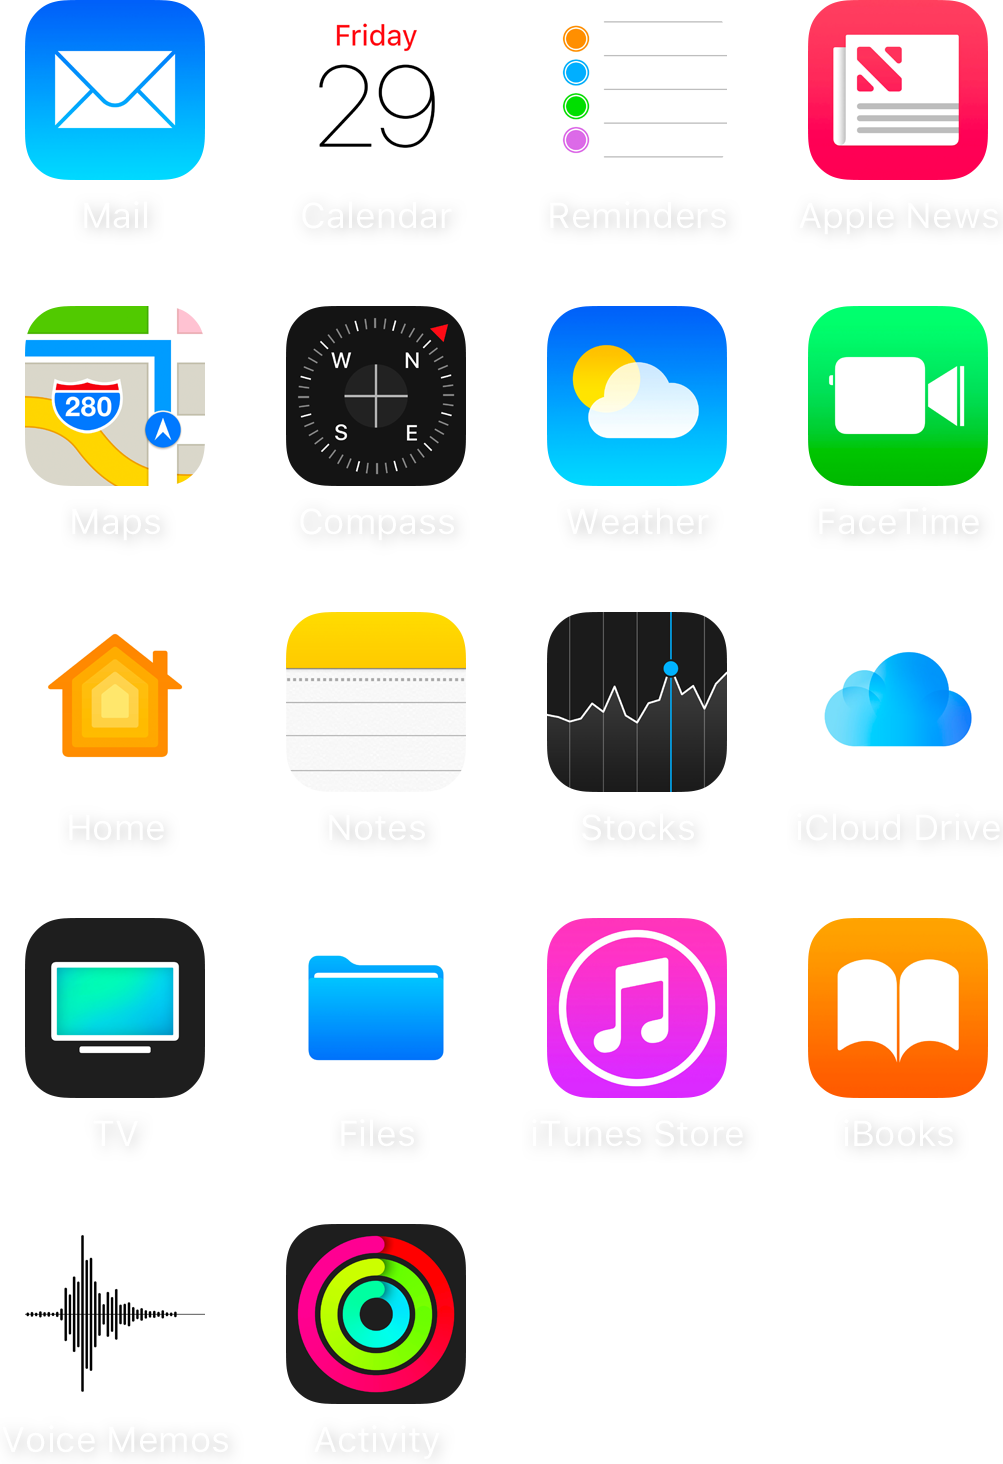 Friday
29
Mail
Calendar
Reminders
Apple News
280
W
N
S
E
Maps
Compass
Weather
FaceTime
Home
Notes
Stocks
iCloud Drive
TV
Files
iTunes Store
iBooks
Voice Memos
Activity